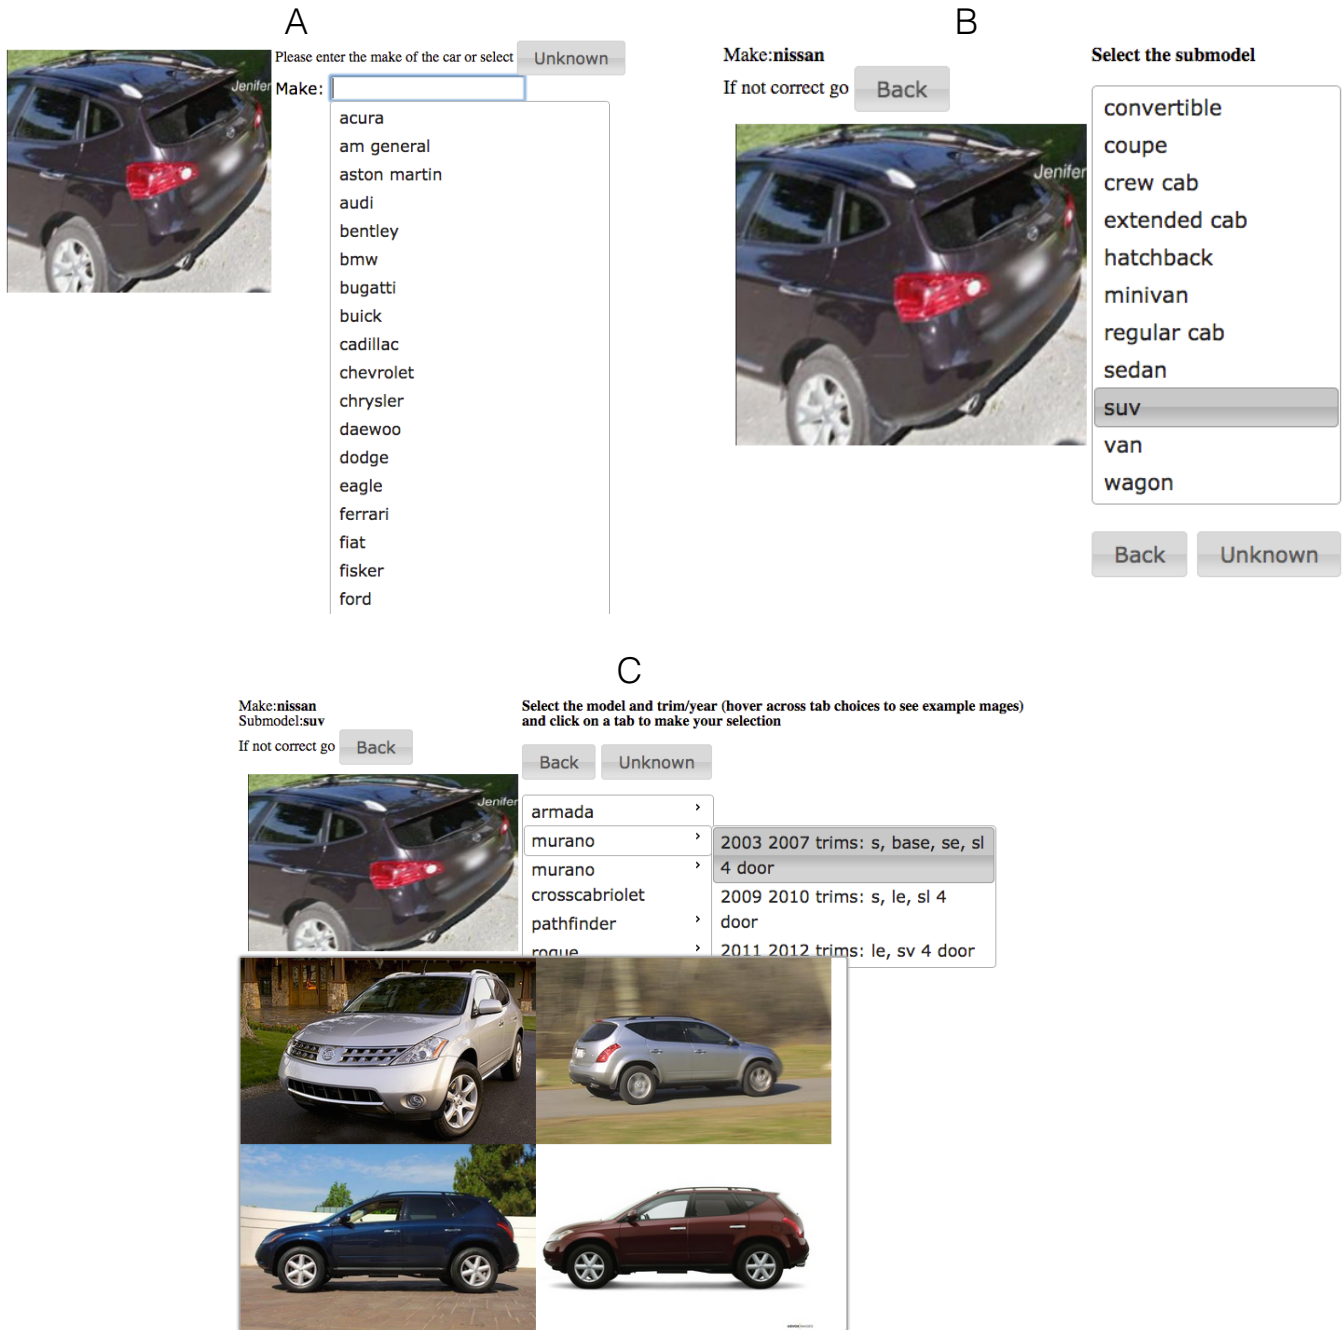 A
Please enter the make of the car or select Unknown
Make:
Jenifer
acura
am general
aston martin
audi
bentley
bmw
bugatti
buick
cadillac
chevrolet
chrysler
daewoo
dodge
eagle
ferrari
fiat
fisker
ford
B
Make:nissan
If not correct go Back
Jenifer
Select the submodel
convertible
coupe
crew cab
extended cab
hatchback
minivan
regular cab
sedan
suv
van
wagon
Back Unknown
C
Make:nissan
Submodel:suv
If not correct go Back
Jenifer
Select the model and trim/year (hover across tab choices to see example mages)
and click on a tab to make your selection
Back Unknown
armada
murano
murano
crosscabriolet
pathfinder
rogue
2003 2007 trims: s, base, se, sl
4 door
2009 2010 trims: s, le, sl 4
door
2011 2012 trims: le, sv 4 door